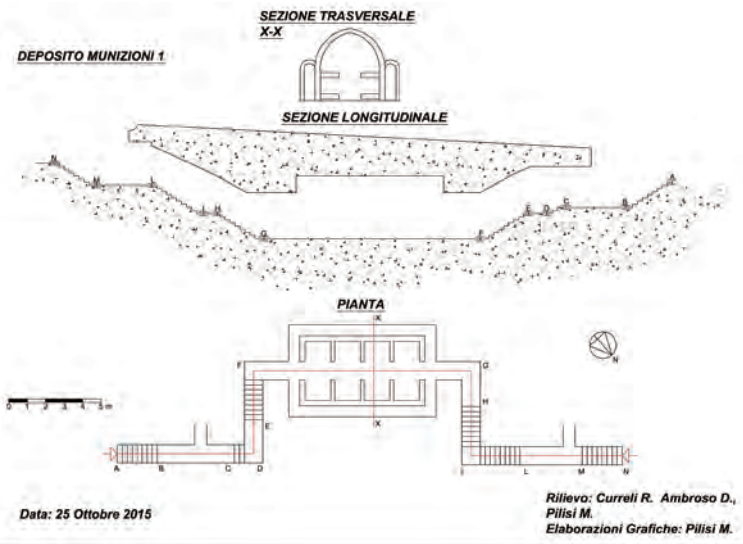 SEZIONE TRASVERSALE
X-X
DEPOSITO MUNIZIONI 1
SEZIONE LONGITUDINALE
N M L I H G F E D C B A
PIANTA
X
F G
H
N
0 1 2 3 4 5 m
E
X
A B C D I L M N
Data: 25 Ottobre 2015
Rilievo: Curreli R. Ambroso D.,
Pilisi M.
Elaborazioni Grafiche: Pilisi M.